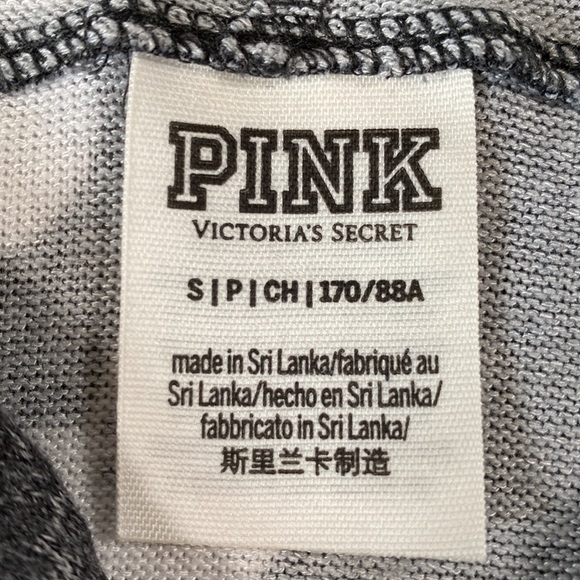 PINK
VICTORIA'S SECRET
S|P|CH|170/88A
made in Sri Lanka/fabriqué au
Sri Lanka/hecho en Sri Lanka/
fabbricato in Sri Lanka/
斯里兰卡制造